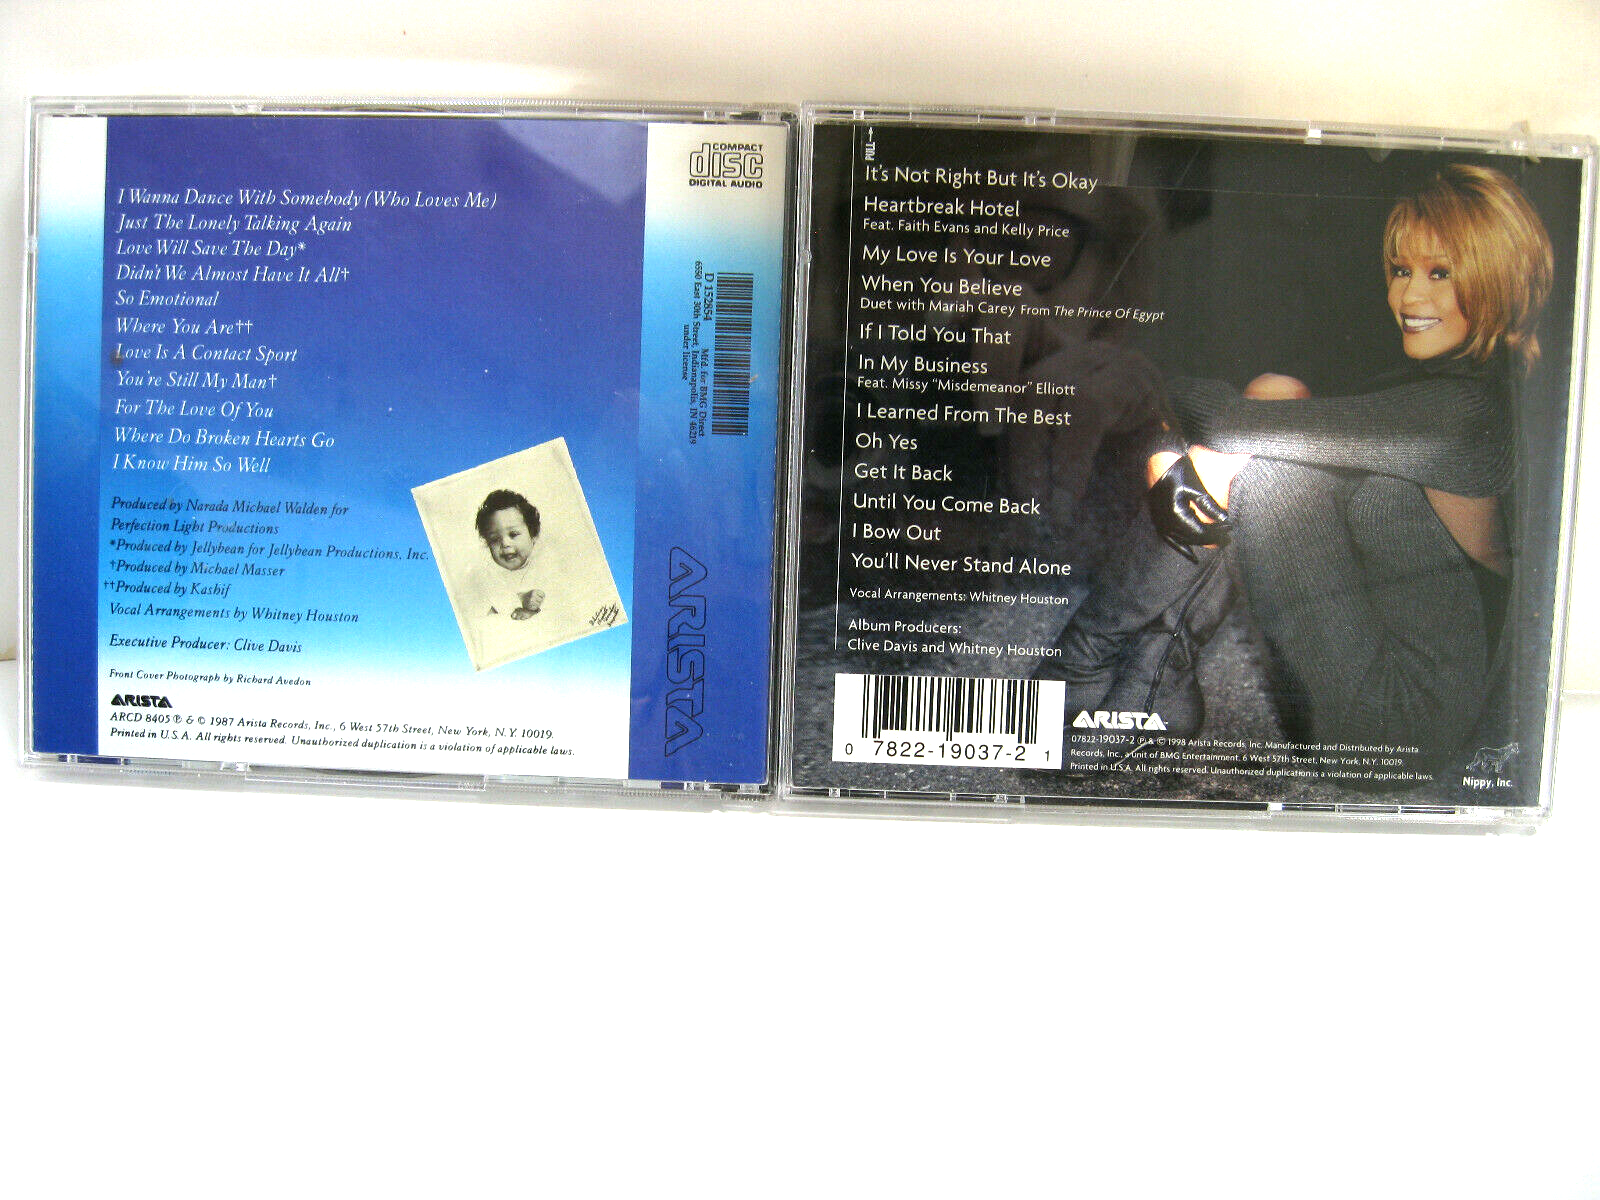 I Wanna Dance With Somebody (Who Loves Me)
Just The Lonely Talking Again
Love Will Save The Day*
Didn't We Almost Have It All†
So Emotional
Where You Are††
Love Is A Contact Sport
You're Still My Man†
For The Love Of You
Where Do Broken Hearts Go
I Know Him So Well
Produced by Narada Michael Walden for
Perfection Light Productions
*Produced by Jellybean for Jellybean Productions, Inc.
†Produced by Michael Masser
††Produced by Kashif
Vocal Arrangements by Whitney Houston
Executive Producer: Clive Davis
Front Cover Photograph by Richard Avedon
ARISTA
ARCD 8405 ℗ & © 1987 Arista Records, Inc., 6 West 57th Street, New York, N.Y. 10019.
Printed in U.S.A. All rights reserved. Unauthorized duplication is a violation of applicable laws.
COMPACT
disc
DIGITAL AUDIO
D 152854
Mfd. for BMG Direct
6550 East 30th Street, Indianapolis, IN 46219
under license
ARISTA
PULL→
It's Not Right But It's Okay
Heartbreak Hotel
Feat. Faith Evans and Kelly Price
My Love Is Your Love
When You Believe
Duet with Mariah Carey From The Prince Of Egypt
If I Told You That
In My Business
Feat. Missy "Misdemeanor" Elliott
I Learned From The Best
Oh Yes
Get It Back
Until You Come Back
I Bow Out
You'll Never Stand Alone
Vocal Arrangements: Whitney Houston
Album Producers:
Clive Davis and Whitney Houston
0 7822-19037-2 1
ARISTA
07822-19037-2 ℗ & © 1998 Arista Records, Inc. Manufactured and Distributed by Arista
Records, Inc., a unit of BMG Entertainment, 6 West 57th Street, New York, N.Y. 10019.
Printed in U.S.A. All rights reserved. Unauthorized duplication is a violation of applicable laws.
Nippy, Inc.